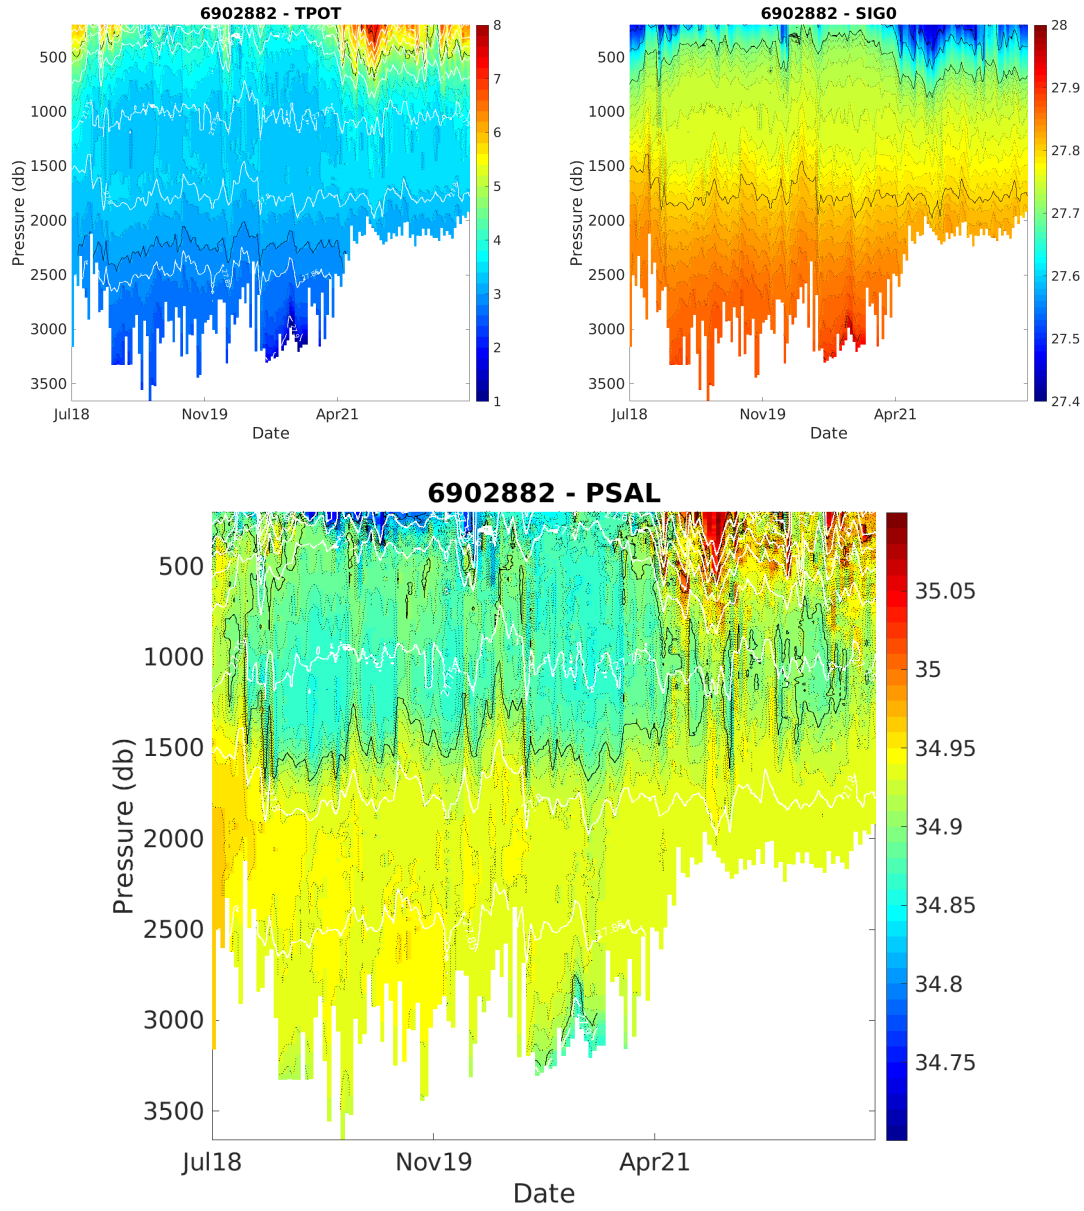 6902882 - TPOT
Pressure (db)
500
1000
1500
2000
2500
3000
3500
Jul18
Nov19
Apr21
Date
8
7
6
5
4
3
2
1
6902882 - SIG0
Pressure (db)
500
1000
1500
2000
2500
3000
3500
Jul18
Nov19
Apr21
Date
28
27.9
27.8
27.7
27.6
27.5
27.4
6902882 - PSAL
Pressure (db)
500
1000
1500
2000
2500
3000
3500
Jul18
Nov19
Apr21
Date
35.05
35
34.95
34.9
34.85
34.8
34.75